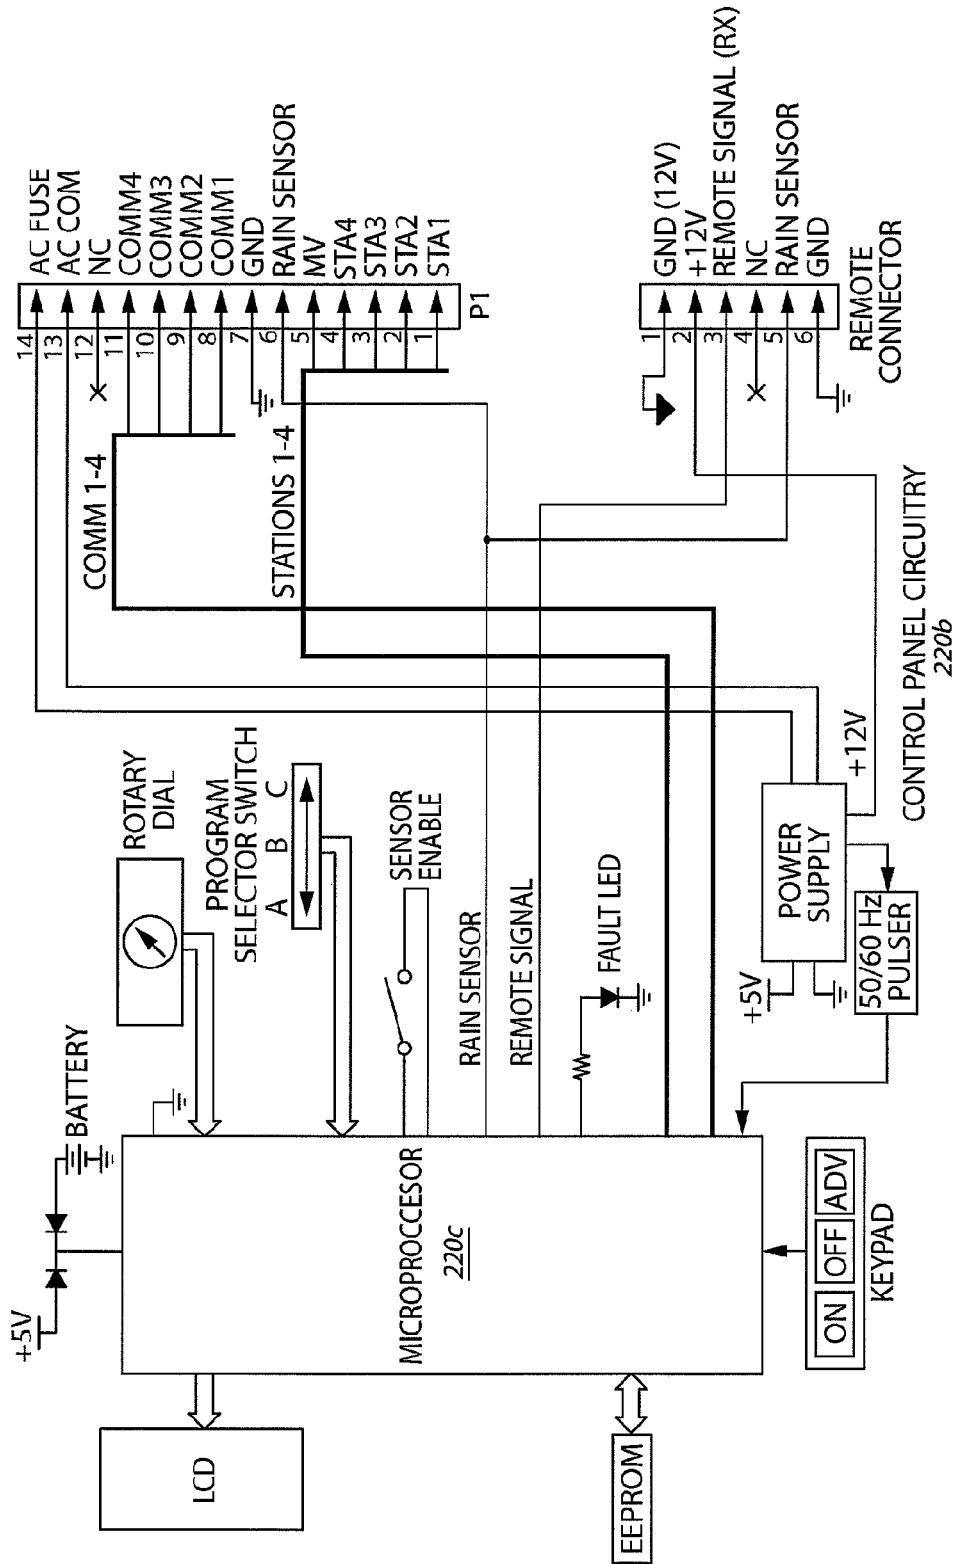 LCD
EEPROM
+5V
BATTERY
MICROPROCCESOR
220c
ON
OFF
ADV
KEYPAD
ROTARY
DIAL
PROGRAM
SELECTOR SWITCH
A B C
SENSOR
ENABLE
RAIN SENSOR
REMOTE SIGNAL
FAULT LED
+5V
POWER
SUPPLY
+12V
50/60 Hz
PULSER
COMM 1-4
STATIONS 1-4
14 AC FUSE
13 AC COM
12 NC
11 COMM4
10 COMM3
9 COMM2
8 COMM1
7 GND
6 RAIN SENSOR
5 MV
4 STA4
3 STA3
2 STA2
1 STA1
P1
1 GND (12V)
2 +12V
3 REMOTE SIGNAL (RX)
4 NC
5 RAIN SENSOR
6 GND
REMOTE
CONNECTOR
CONTROL PANEL CIRCUITRY
220b